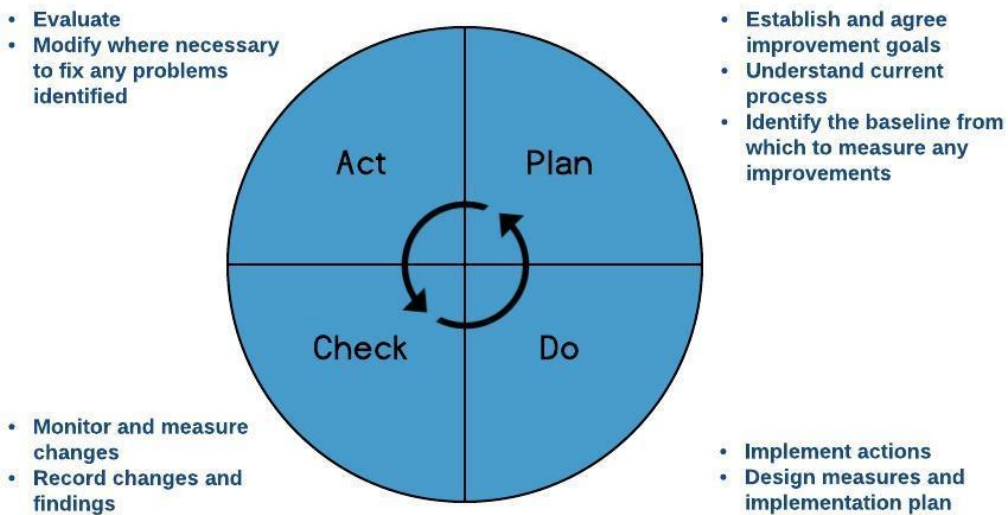 • Evaluate
• Modify where necessary
to fix any problems
identified
• Establish and agree
improvement goals
• Understand current
process
• Identify the baseline from
which to measure any
improvements
Act
Plan
Check
Do
• Monitor and measure
changes
• Record changes and
findings
• Implement actions
• Design measures and
implementation plan